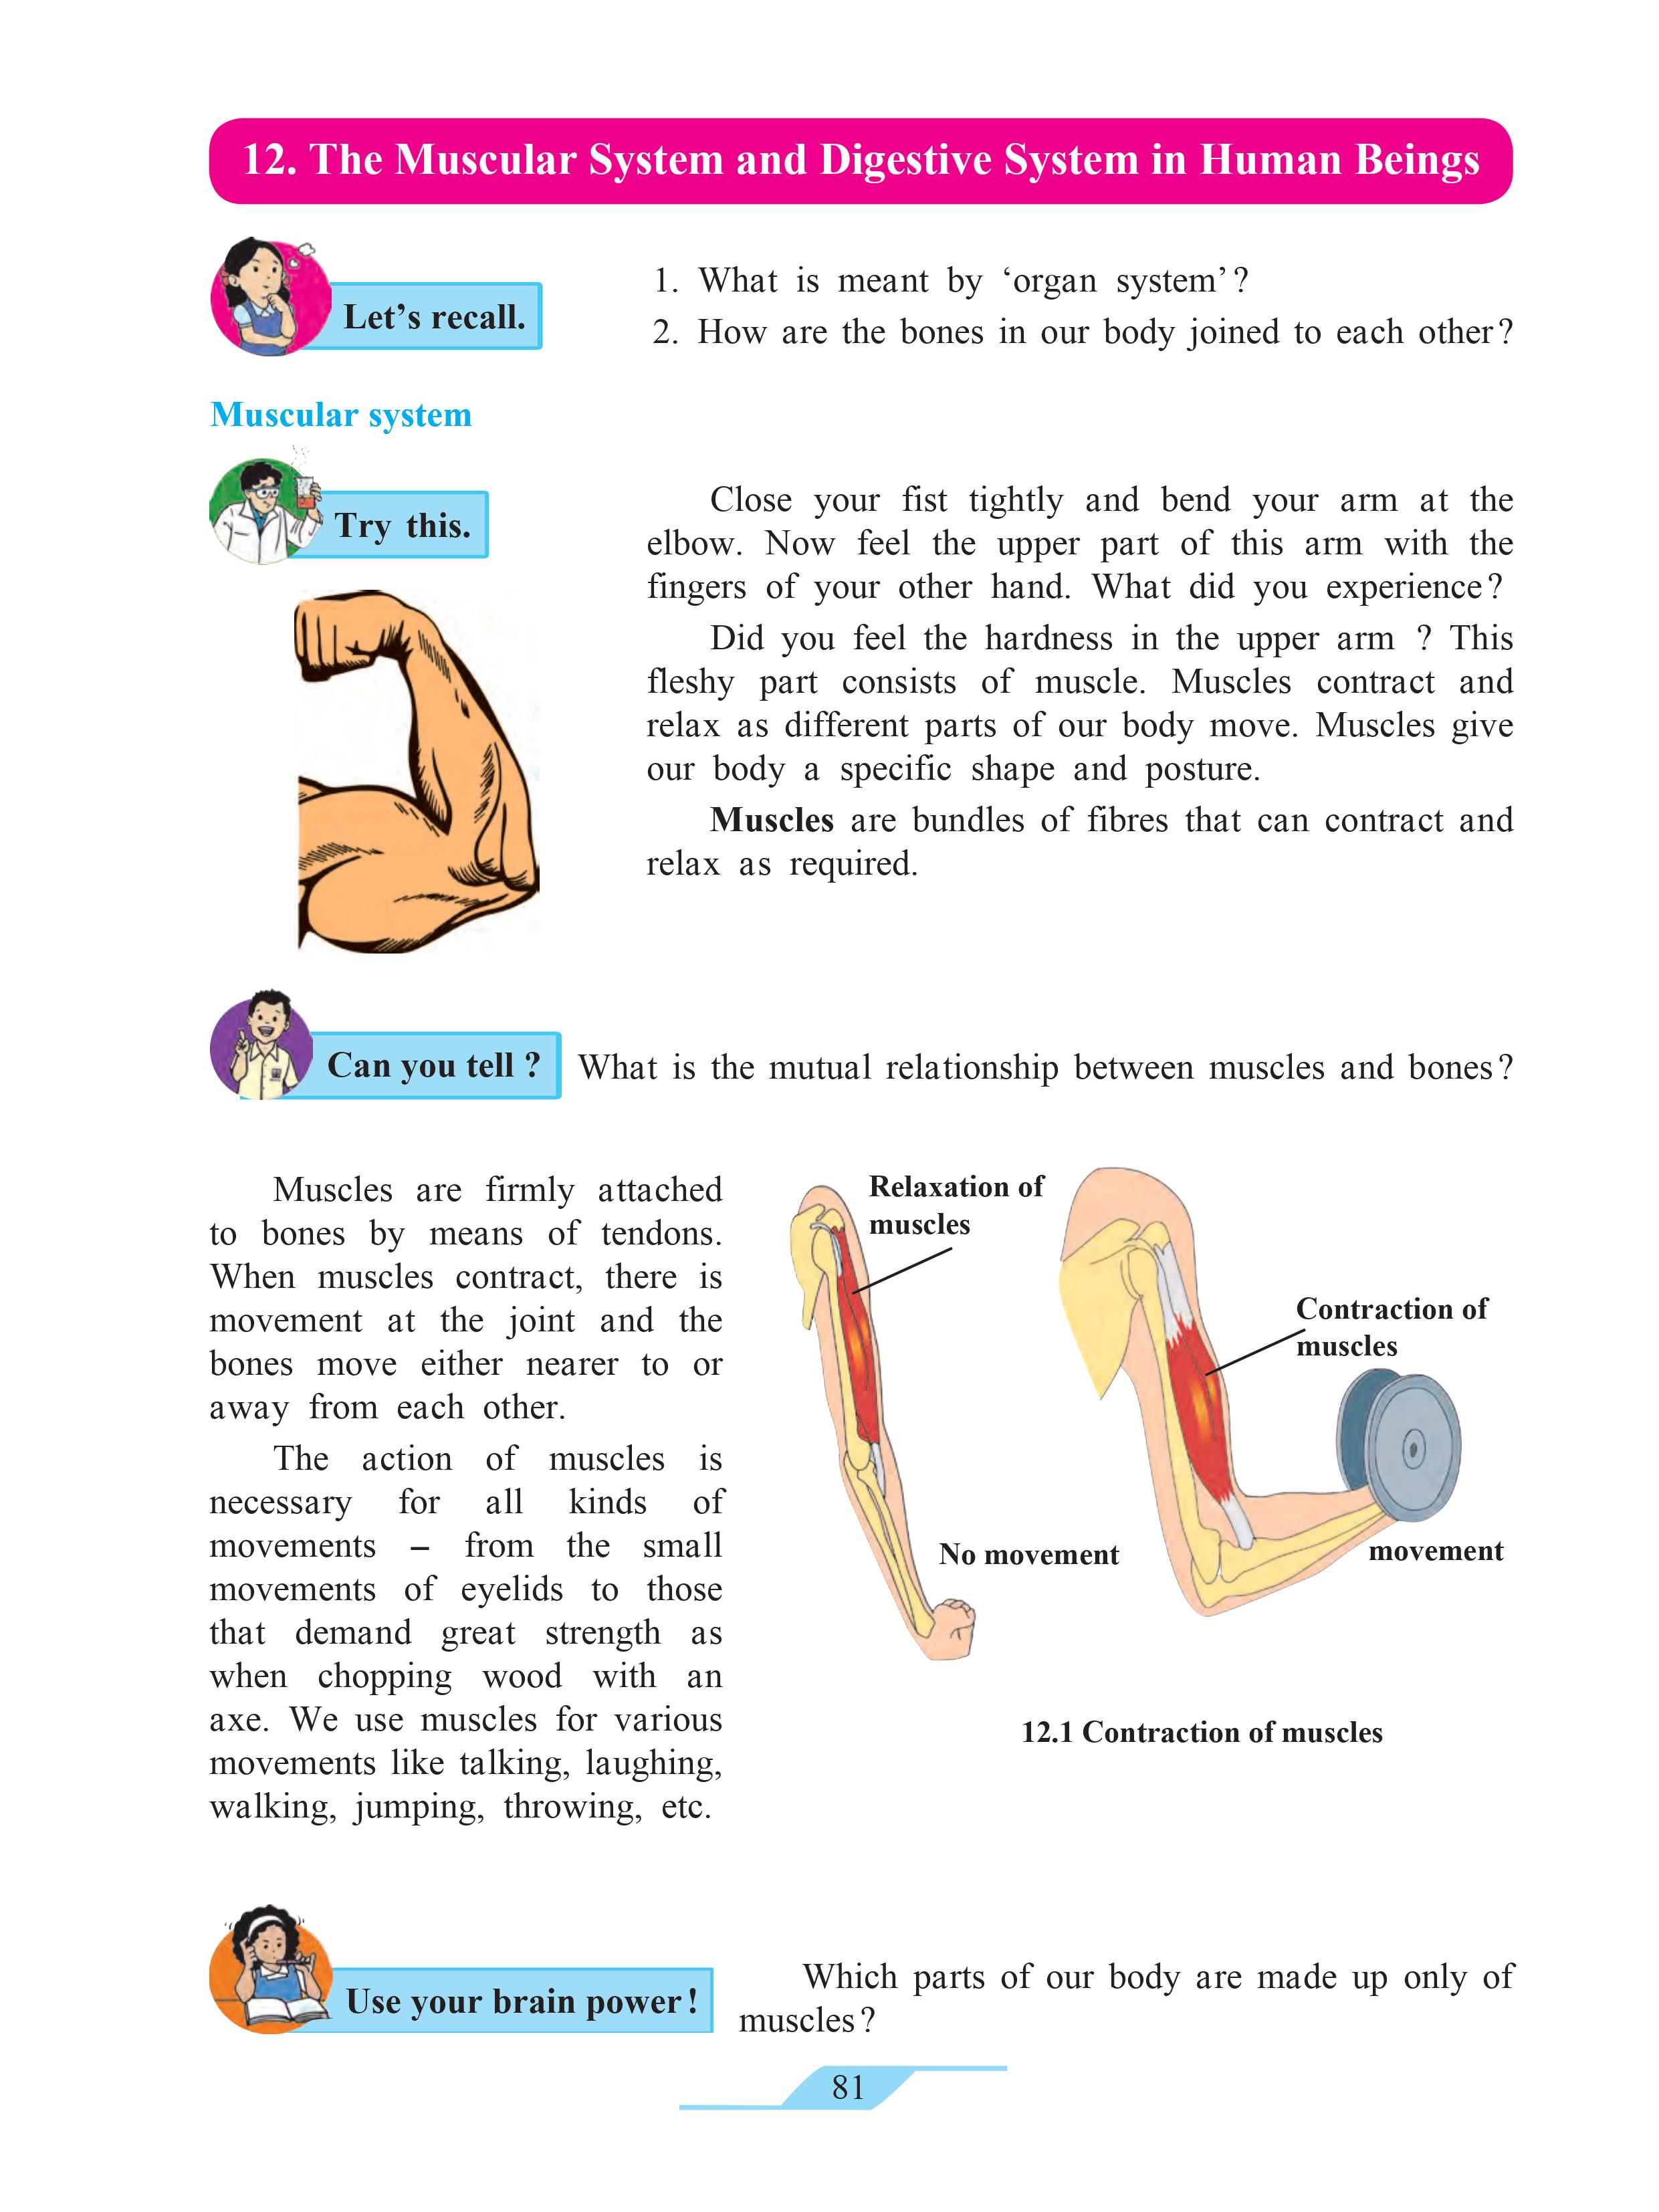 12. The Muscular System and Digestive System in Human Beings
Let’s recall.
1. What is meant by ‘organ system’?
2. How are the bones in our body joined to each other?
Muscular system
Try this.
Close your fist tightly and bend your arm at the
elbow. Now feel the upper part of this arm with the
fingers of your other hand. What did you experience?
Did you feel the hardness in the upper arm ? This
fleshy part consists of muscle. Muscles contract and
relax as different parts of our body move. Muscles give
our body a specific shape and posture.
Muscles are bundles of fibres that can contract and
relax as required.
Can you tell ?
What is the mutual relationship between muscles and bones?
Muscles are firmly attached
to bones by means of tendons.
When muscles contract, there is
movement at the joint and the
bones move either nearer to or
away from each other.
The action of muscles is
necessary for all kinds of
movements – from the small
movements of eyelids to those
that demand great strength as
when chopping wood with an
axe. We use muscles for various
movements like talking, laughing,
walking, jumping, throwing, etc.
Relaxation of
muscles
Contraction of
muscles
No movement
movement
12.1 Contraction of muscles
Use your brain power!
Which parts of our body are made up only of
muscles?
81